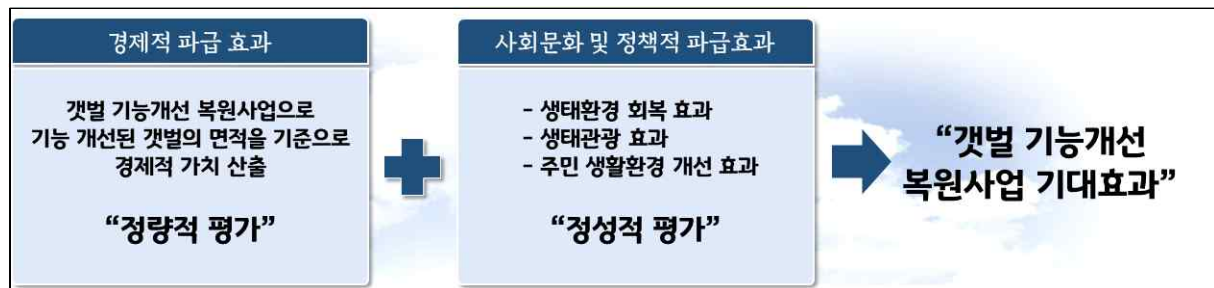 경제적 파급 효과
갯벌 기능개선 복원사업으로
기능 개선된 갯벌의 면적을 기준으로
경제적 가치 산출
“정량적 평가”
사회문화 및 정책적 파급효과
- 생태환경 회복 효과
- 생태관광 효과
- 주민 생활환경 개선 효과
“정성적 평가”
“갯벌 기능개선
복원사업 기대효과”